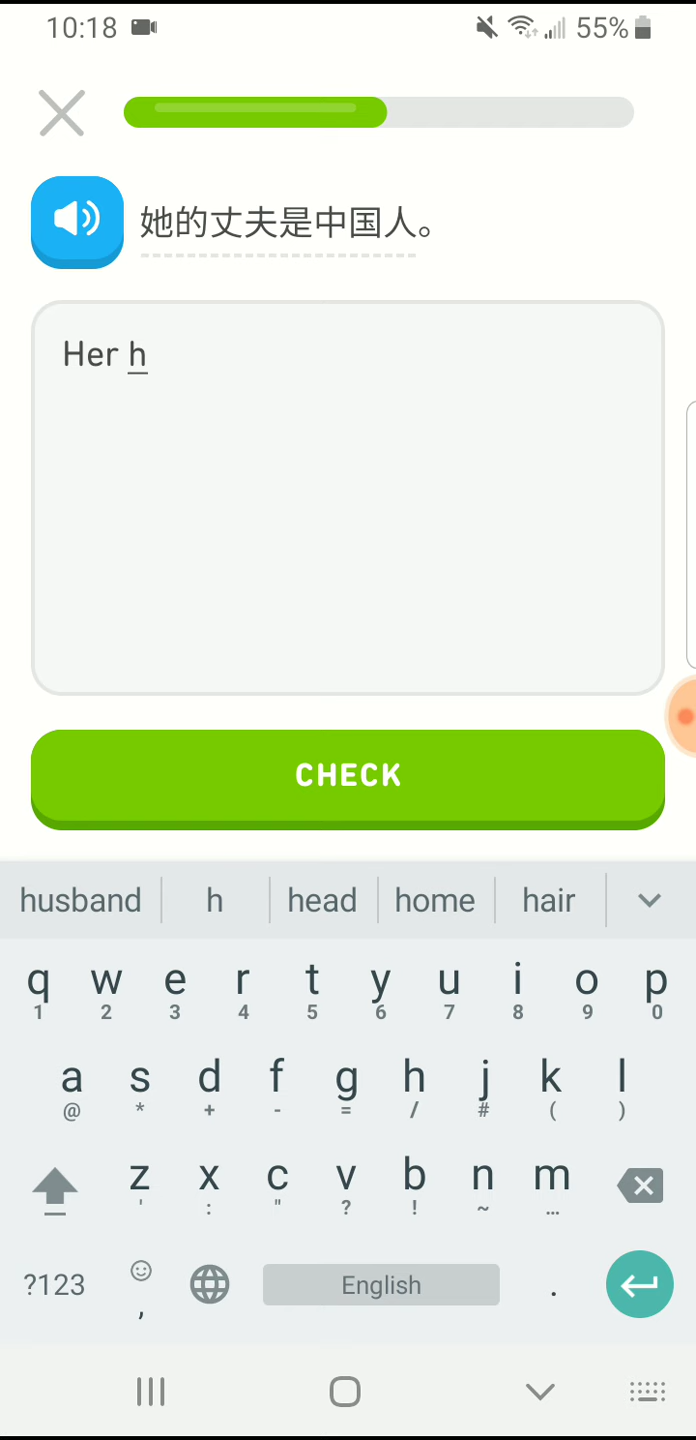 10:18 55%
她的丈夫是中国人。
Her h
CHECK
husband h head home hair
q w e r t y u i o p
1 2 3 4 5 6 7 8 9 0
a s d f g h j k l
@ * + - = / # ( )
z x c v b n m
' : " ? ! ~ …
?123 , English .